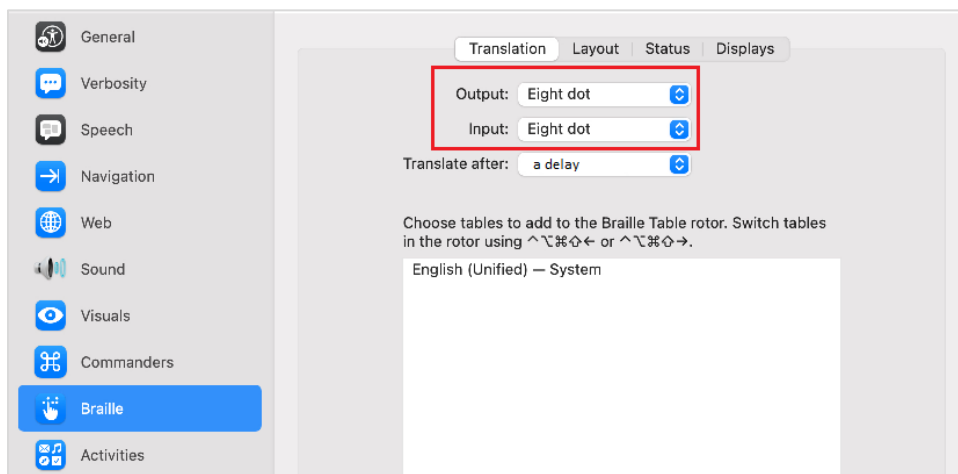 General
Verbosity
Speech
Navigation
Web
Sound
Visuals
Commanders
Braille
Activities
Translation Layout Status Displays
Output: Eight dot
Input: Eight dot
Translate after: a delay
Choose tables to add to the Braille Table rotor. Switch tables
in the rotor using ⌃⌥⌘⇧← or ⌃⌥⌘⇧→.
English (Unified) — System